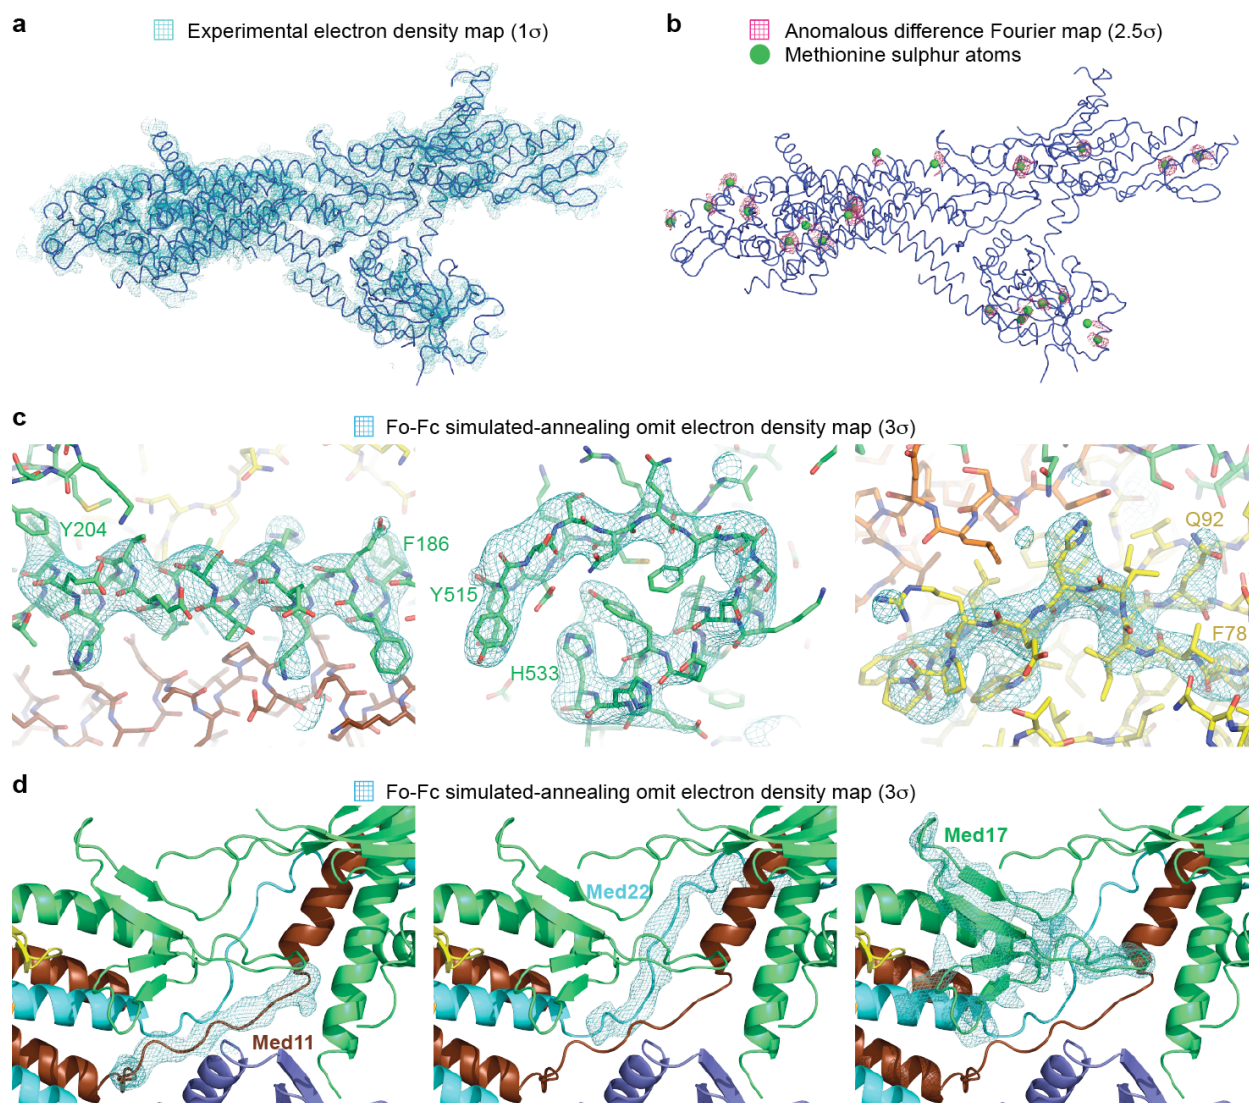 a
Experimental electron density map (1σ)
b
Anomalous difference Fourier map (2.5σ)
Methionine sulphur atoms
c
Fo-Fc simulated-annealing omit electron density map (3σ)
Y204
F186
Y515
H533
Q92
F78
d
Fo-Fc simulated-annealing omit electron density map (3σ)
Med11
Med22
Med17